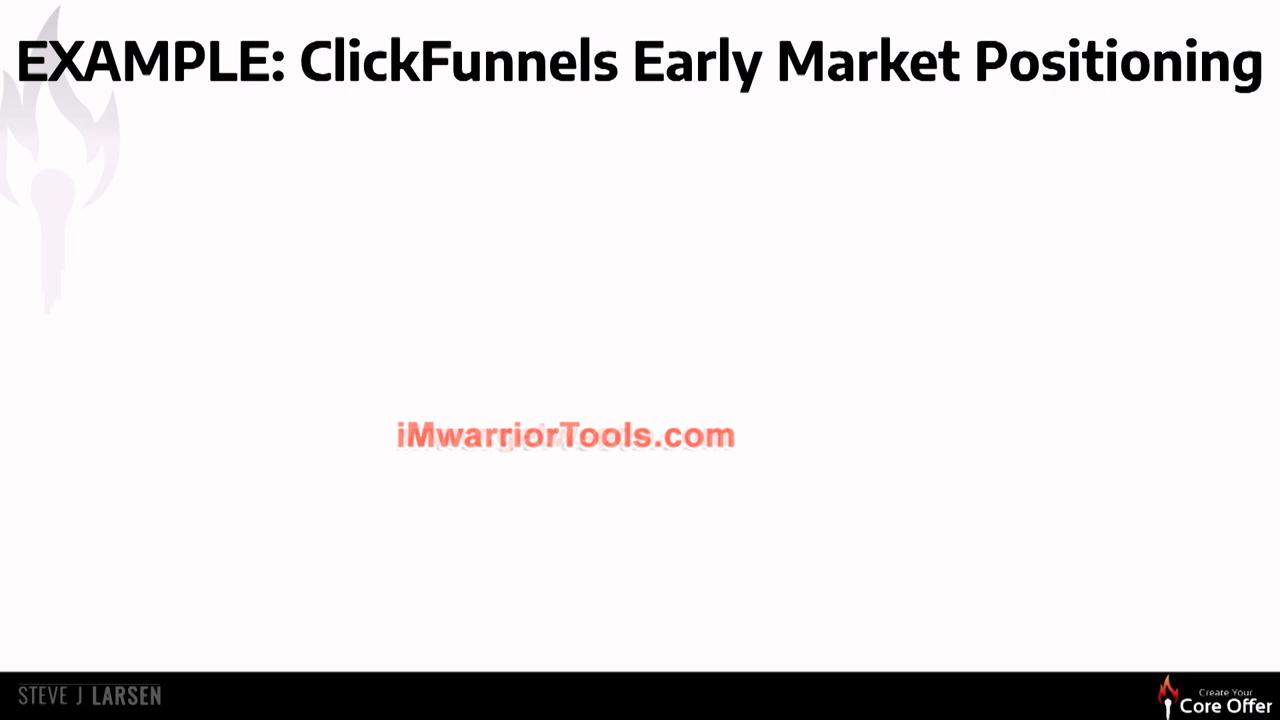 EXAMPLE: ClickFunnels Early Market Positioning
iMwarriorTools.com
STEVE J LARSEN
Create Your
Core Offer